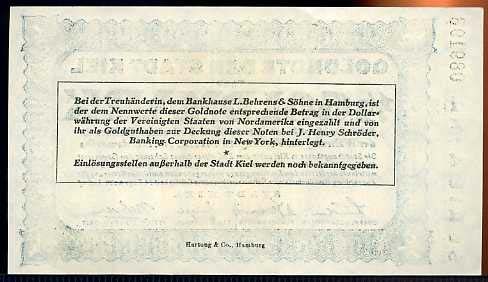 Bei der Treuhänderin, dem Bankhause L. Behrens & Söhne in Hamburg, ist
der dem Nennwerte dieser Goldnote entsprechende Betrag in der Dollar-
währung der Vereinigten Staaten von Nordamerika eingezahlt und von
ihr als Goldguthaben zur Deckung dieser Noten bei J. Henry Schröder,
Banking-Corporation in New York, hinterlegt.
*
Einlösungsstellen außerhalb der Stadt Kiel werden noch bekanntgegeben.
Hartung & Co., Hamburg